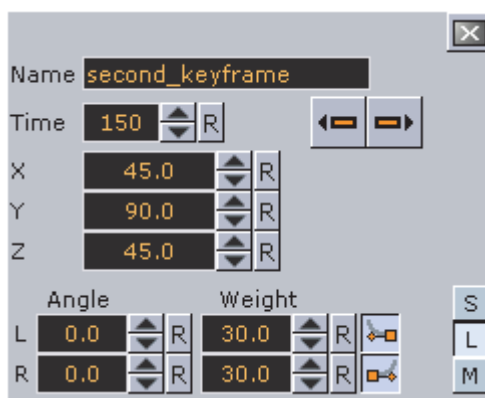 Name second_keyframe
Time 150 R
X 45.0 R
Y 90.0 R
Z 45.0 R
Angle Weight S
L 0.0 R 30.0 R L
R 0.0 R 30.0 R M